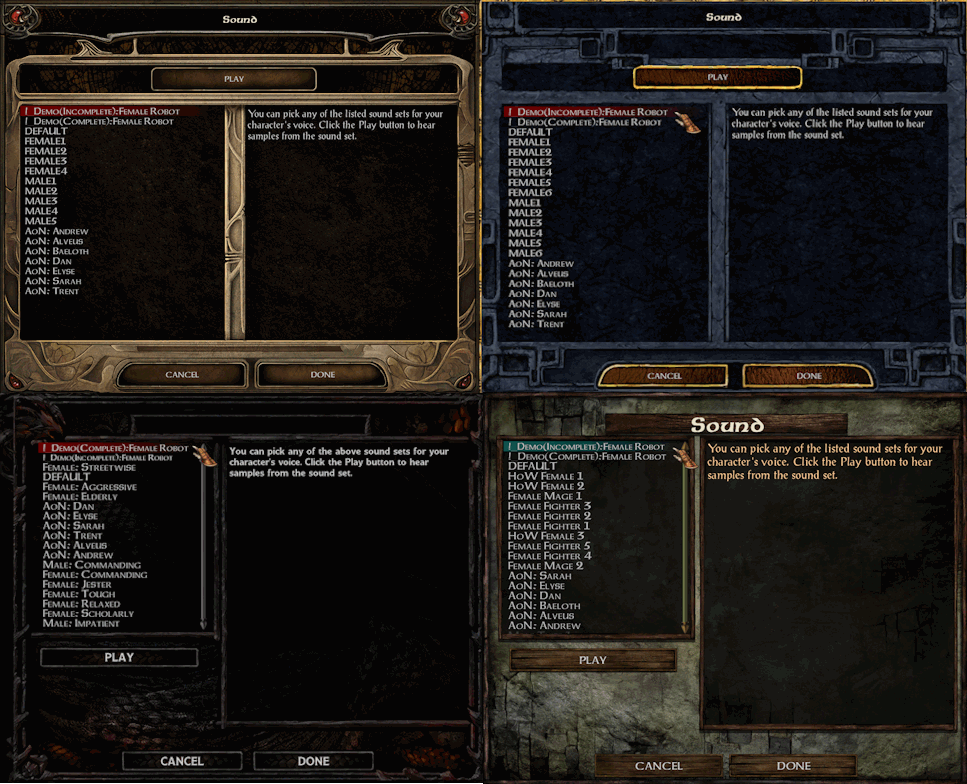 Sound
PLAY
! Demo(Incomplete):Female Robot
! Demo(Complete):Female Robot
DEFAULT
FEMALE1
FEMALE2
FEMALE3
FEMALE4
MALE1
MALE2
MALE3
MALE4
MALE5
AoN: Andrew
AoN: Alveus
AoN: Baeloth
AoN: Dan
AoN: Elyse
AoN: Sarah
AoN: Trent
You can pick any of the listed sound sets for your
character's voice. Click the Play button to hear
samples from the sound set.
CANCEL
DONE
Sound
PLAY
! Demo(Incomplete):Female Robot
! Demo(Complete):Female Robot
DEFAULT
FEMALE1
FEMALE2
FEMALE3
FEMALE4
FEMALE5
FEMALE6
MALE1
MALE2
MALE3
MALE4
MALE5
MALE6
AoN: Andrew
AoN: Alveus
AoN: Baeloth
AoN: Dan
AoN: Elyse
AoN: Sarah
AoN: Trent
You can pick any of the listed sound sets for your
character's voice. Click the Play button to hear
samples from the sound set.
CANCEL
DONE
! Demo(Complete):Female Robot
! Demo(Incomplete):Female Robot
Female: Streetwise
DEFAULT
Female: Aggressive
Female: Elderly
AoN: Dan
AoN: Elyse
AoN: Sarah
AoN: Trent
AoN: Alveus
AoN: Andrew
Male: Commanding
Female: Commanding
Female: Jester
Female: Tough
Female: Relaxed
Female: Scholarly
Male: Impatient
You can pick any of the above sound sets for your
character's voice. Click the Play button to hear
samples from the sound set.
PLAY
CANCEL
DONE
Sound
! Demo(Incomplete):Female Robot
! Demo(Complete):Female Robot
DEFAULT
HoW Female 1
HoW Female 2
Female Mage 1
Female Fighter 3
Female Fighter 2
Female Fighter 1
HoW Female 3
Female Fighter 5
Female Fighter 4
Female Mage 2
AoN: Sarah
AoN: Elyse
AoN: Dan
AoN: Baeloth
AoN: Alveus
AoN: Andrew
You can pick any of the listed sound sets for your
character's voice. Click the Play button to hear
samples from the sound set.
PLAY
CANCEL
DONE